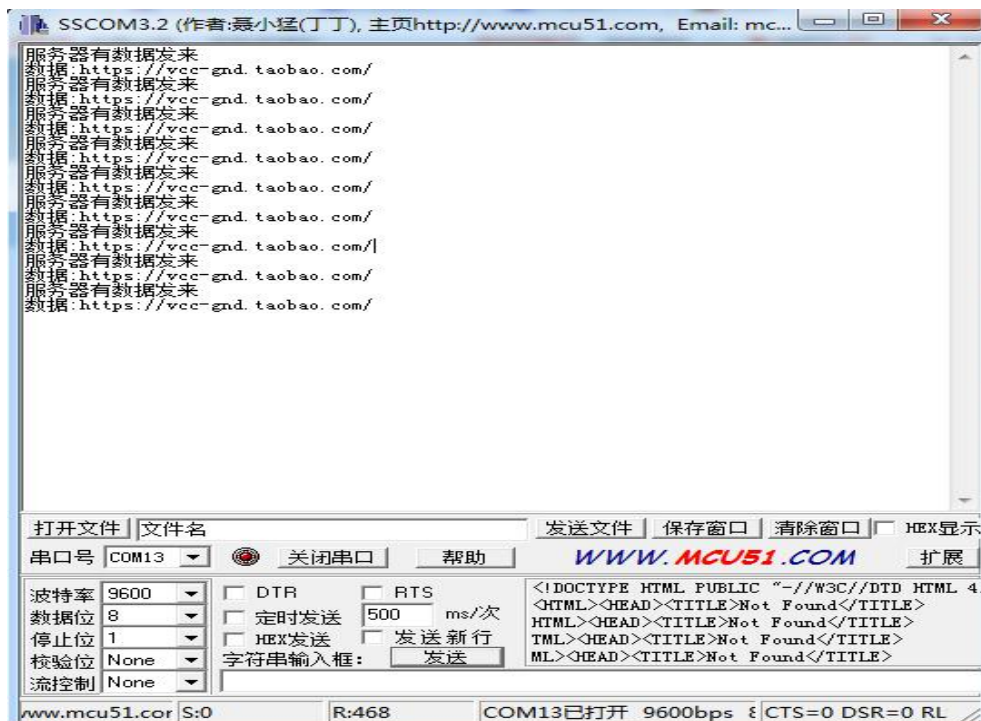 SSCOM3.2 (作者:聂小猛(丁丁), 主页http://www.mcu51.com, Email: mc...
服务器有数据发来
数据:https://vcc-gnd.taobao.com/
服务器有数据发来
数据:https://vcc-gnd.taobao.com/
服务器有数据发来
数据:https://vcc-gnd.taobao.com/
服务器有数据发来
数据:https://vcc-gnd.taobao.com/
服务器有数据发来
数据:https://vcc-gnd.taobao.com/
服务器有数据发来
数据:https://vcc-gnd.taobao.com/
服务器有数据发来
数据:https://vcc-gnd.taobao.com/
服务器有数据发来
数据:https://vcc-gnd.taobao.com/
服务器有数据发来
数据:https://vcc-gnd.taobao.com/
打开文件 文件名 发送文件 保存窗口 清除窗口 HEX显示
串口号 COM13 关闭串口 帮助 WWW.MCU51.COM 扩展
波特率 9600 DTR RTS
数据位 8 定时发送 500 ms/次
停止位 1 HEX发送 发送新行
校验位 None 字符串输入框: 发送
流控制 None
<!DOCTYPE HTML PUBLIC "-//W3C//DTD HTML 4.
<HTML><HEAD><TITLE>Not Found</TITLE>
HTML><HEAD><TITLE>Not Found</TITLE>
TML><HEAD><TITLE>Not Found</TITLE>
ML><HEAD><TITLE>Not Found</TITLE>
www.mcu51.cor S:0 R:468 COM13已打开 9600bps 8 CTS=0 DSR=0 RL